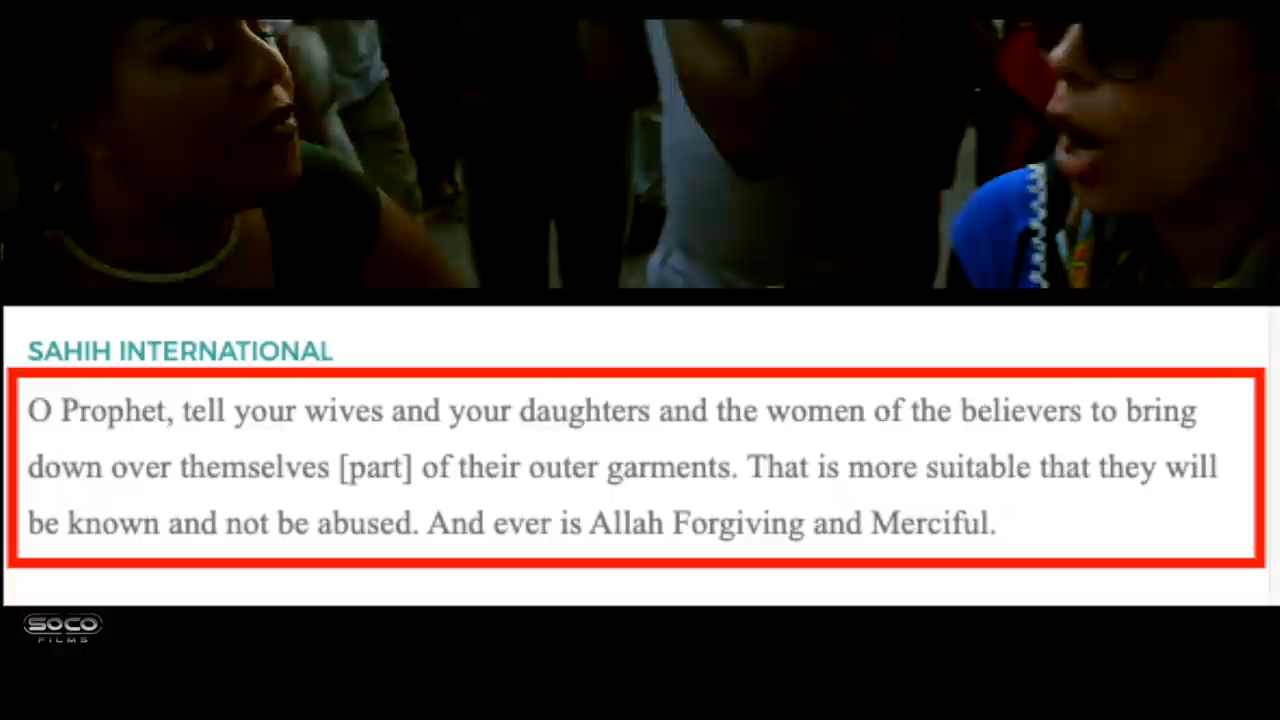 SAHIH INTERNATIONAL
O Prophet, tell your wives and your daughters and the women of the believers to bring
down over themselves [part] of their outer garments. That is more suitable that they will
be known and not be abused. And ever is Allah Forgiving and Merciful.
SOCO
FILMS